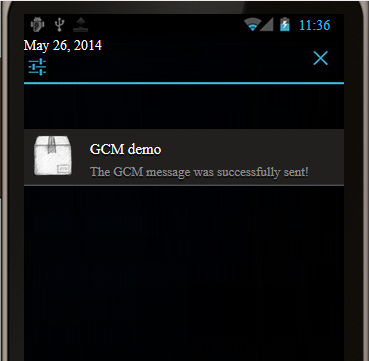 11:36
May 26, 2014
GCM demo
The GCM message was successfully sent!